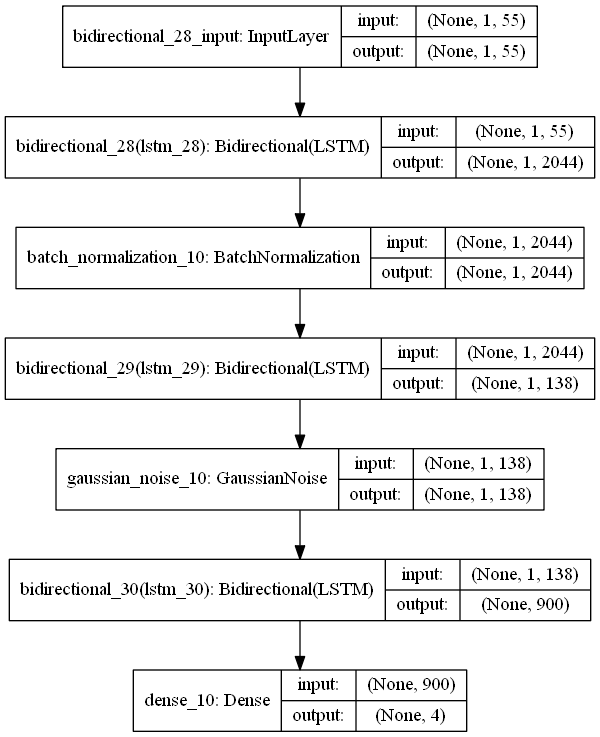 bidirectional_28_input: InputLayer
input: (None, 1, 55)
output: (None, 1, 55)
bidirectional_28(lstm_28): Bidirectional(LSTM)
input: (None, 1, 55)
output: (None, 1, 2044)
batch_normalization_10: BatchNormalization
input: (None, 1, 2044)
output: (None, 1, 2044)
bidirectional_29(lstm_29): Bidirectional(LSTM)
input: (None, 1, 2044)
output: (None, 1, 138)
gaussian_noise_10: GaussianNoise
input: (None, 1, 138)
output: (None, 1, 138)
bidirectional_30(lstm_30): Bidirectional(LSTM)
input: (None, 1, 138)
output: (None, 900)
dense_10: Dense
input: (None, 900)
output: (None, 4)